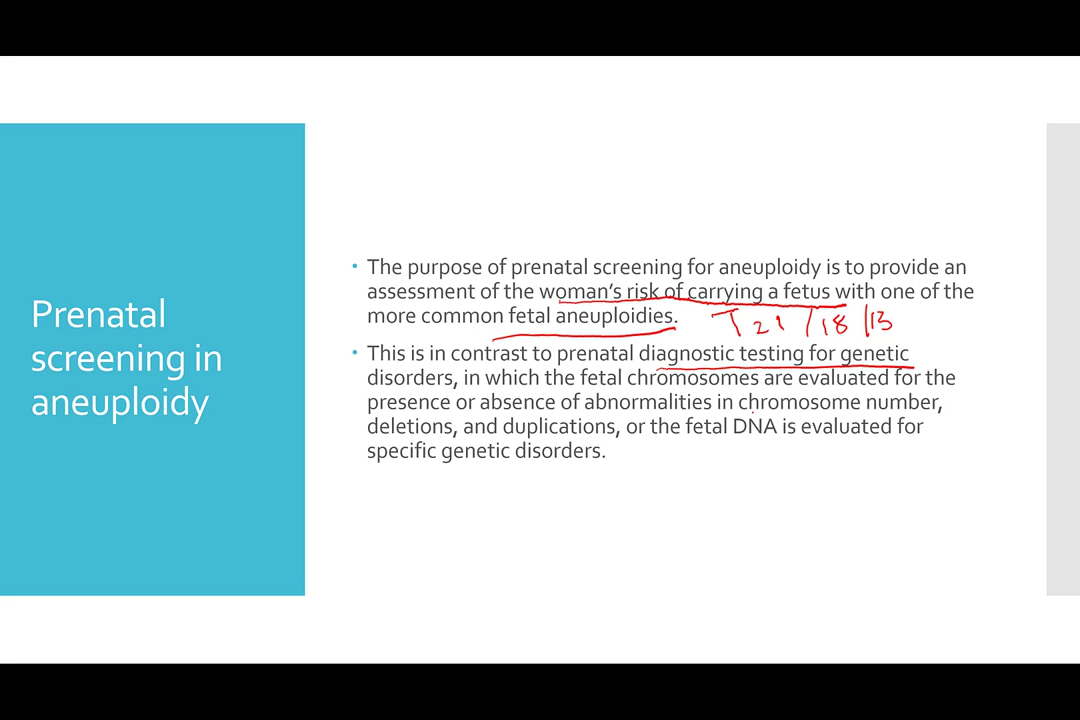 Prenatal
screening in
aneuploidy
• The purpose of prenatal screening for aneuploidy is to provide an
assessment of the woman's risk of carrying a fetus with one of the
more common fetal aneuploidies.
T 21 / 18 / 13
• This is in contrast to prenatal diagnostic testing for genetic
disorders, in which the fetal chromosomes are evaluated for the
presence or absence of abnormalities in chromosome number,
deletions, and duplications, or the fetal DNA is evaluated for
specific genetic disorders.